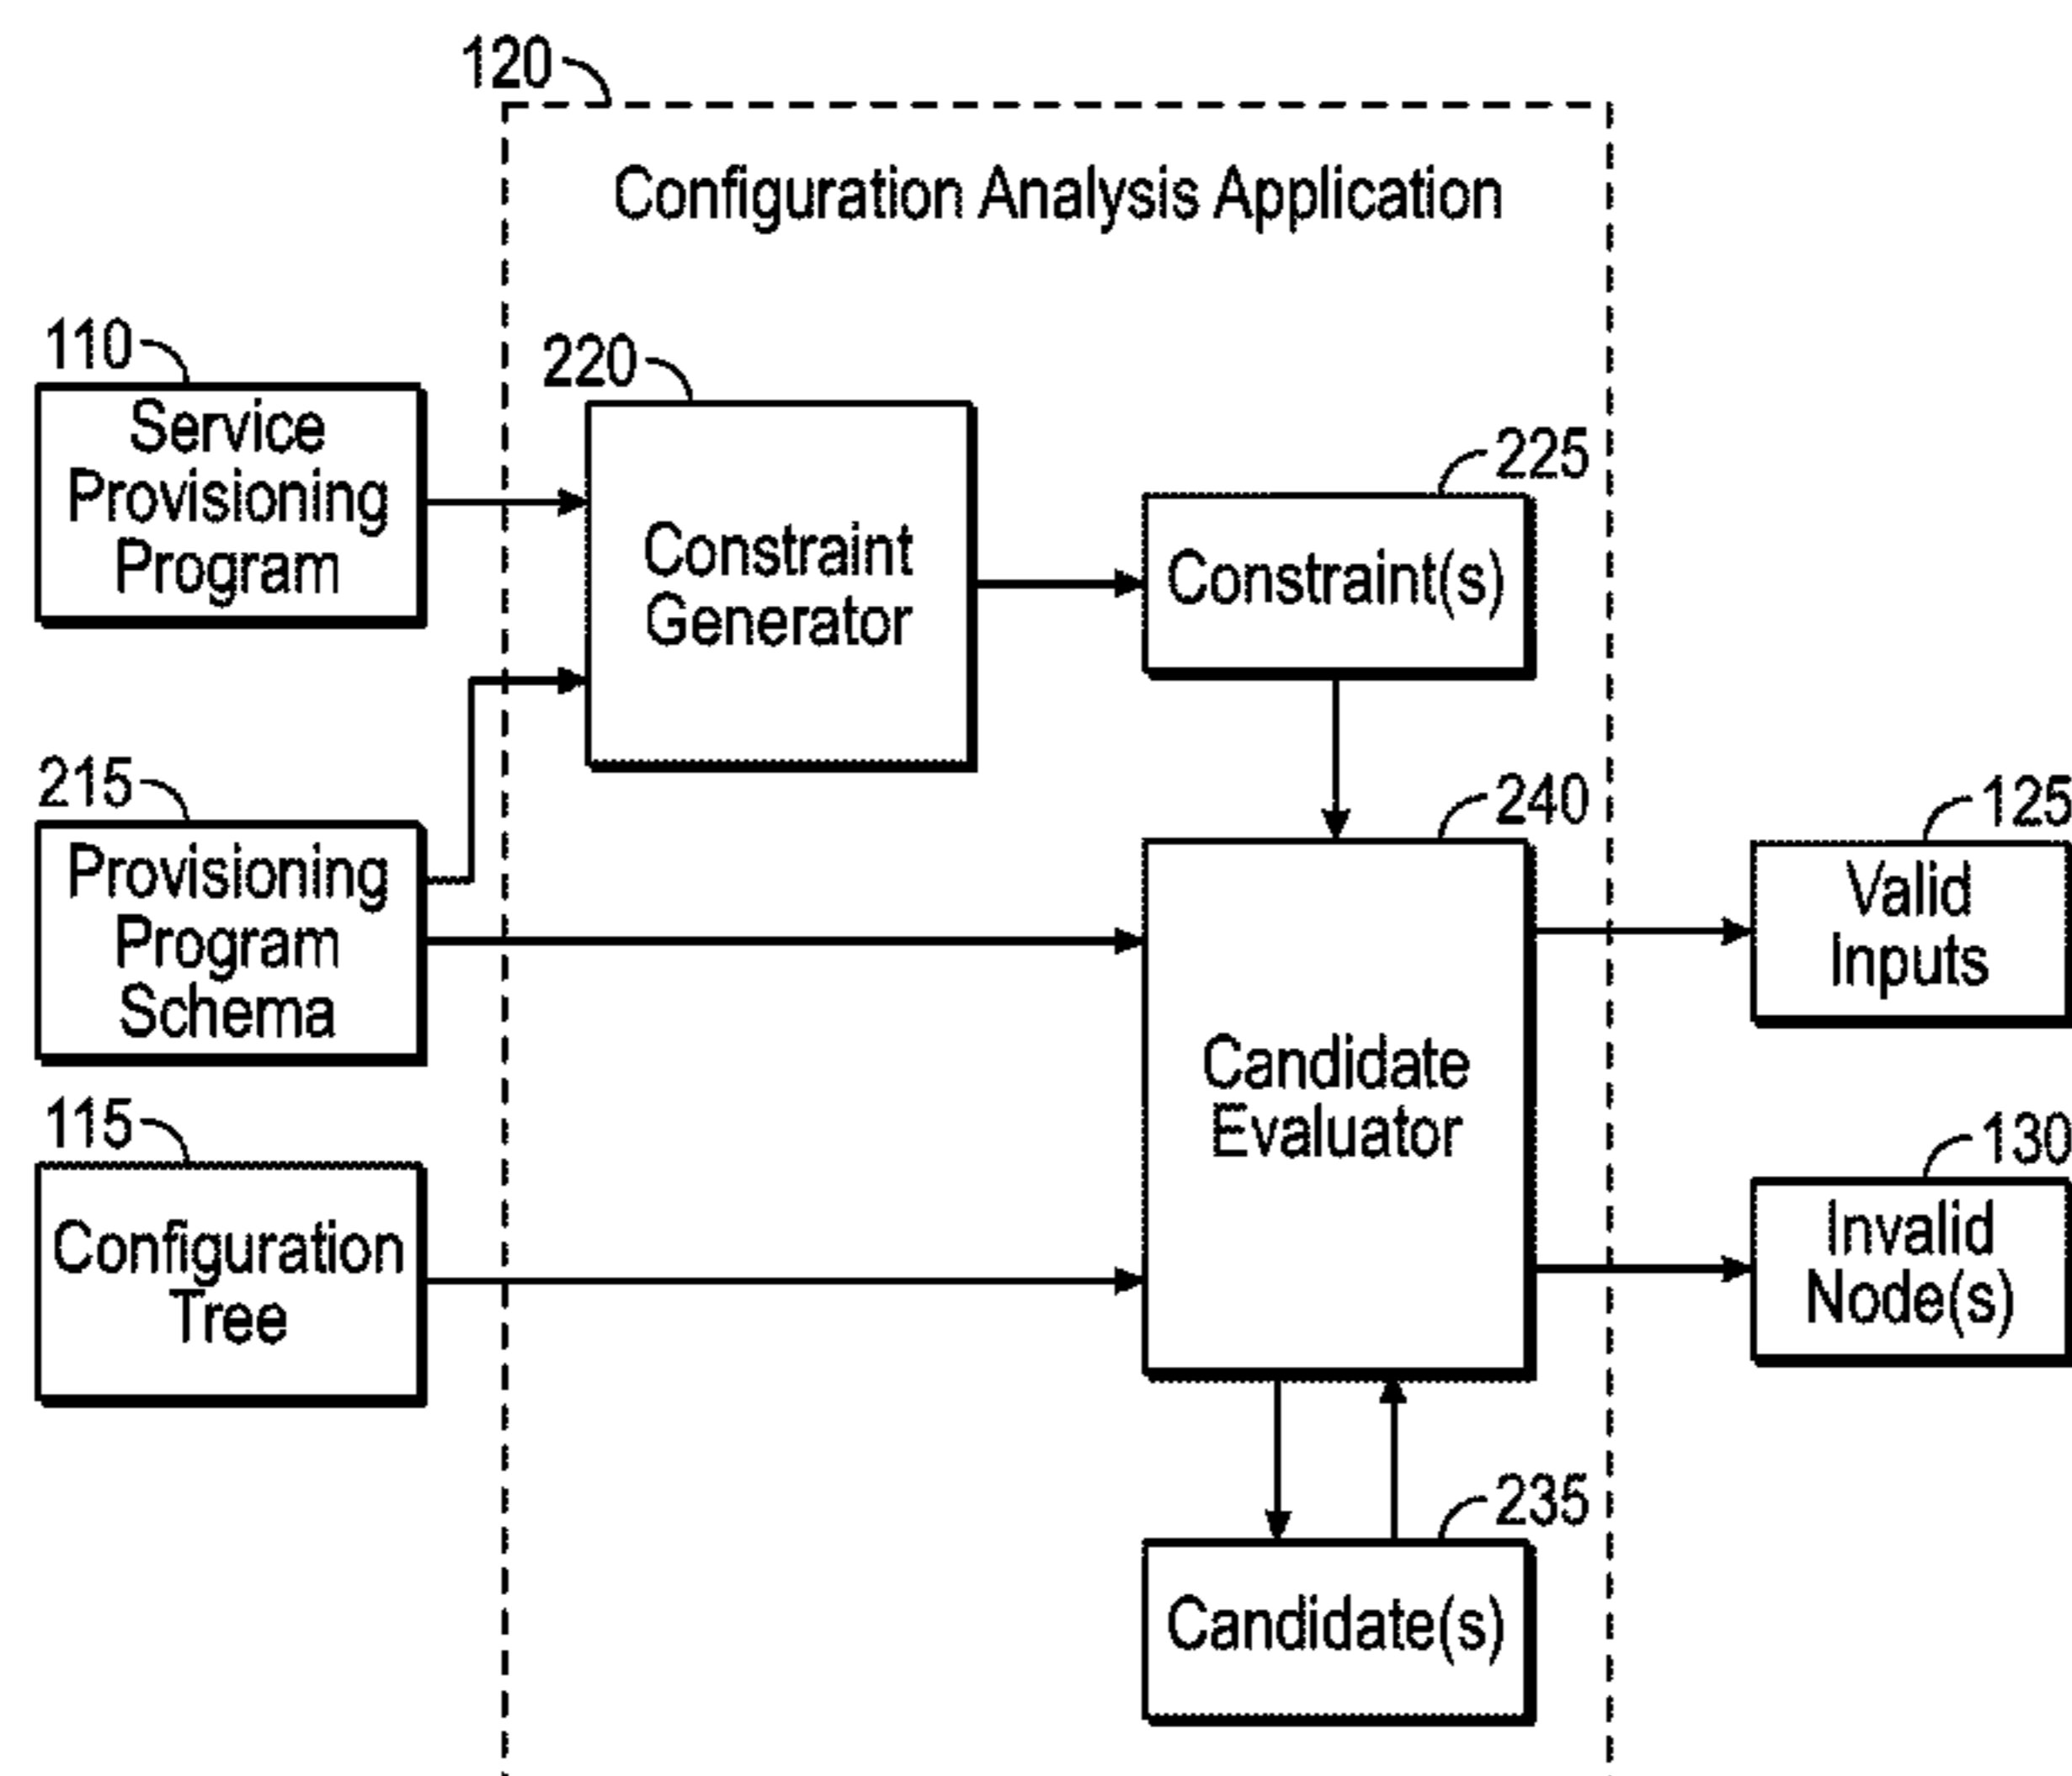 120
Configuration Analysis Application
110
Service
Provisioning
Program
220
Constraint
Generator
225
Constraint(s)
215
Provisioning
Program
Schema
240
Candidate
Evaluator
125
Valid
Inputs
115
Configuration
Tree
130
Invalid
Node(s)
235
Candidate(s)